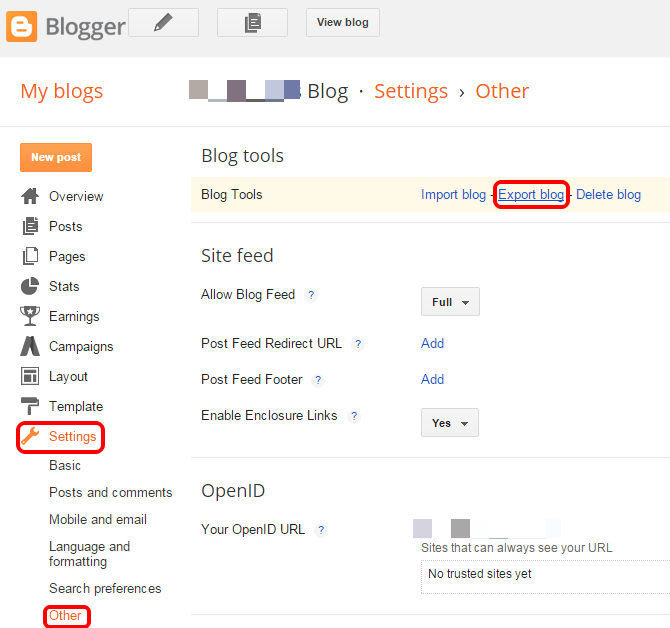 Blogger
View blog
My blogs
Blog · Settings › Other
New post
Overview
Posts
Pages
Stats
Earnings
Campaigns
Layout
Template
Settings
Basic
Posts and comments
Mobile and email
Language and
formatting
Search preferences
Other
Blog tools
Blog Tools Import blog - Export blog - Delete blog
Site feed
Allow Blog Feed ? Full
Post Feed Redirect URL ? Add
Post Feed Footer ? Add
Enable Enclosure Links ? Yes
OpenID
Your OpenID URL ?
Sites that can always see your URL
No trusted sites yet